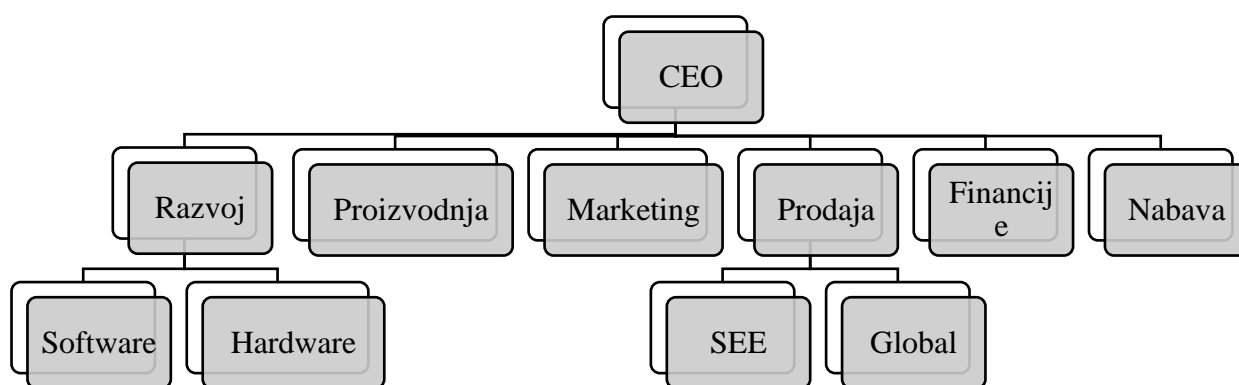 CEO
Razvoj
Proizvodnja
Marketing
Prodaja
Financij
e
Nabava
Software
Hardware
SEE
Global